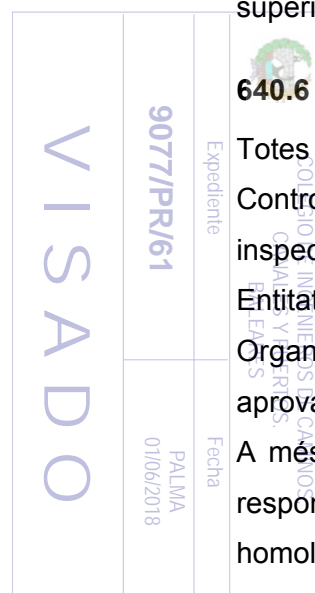 superi
640.6
Totes
Contro
inspec
Entitat
Organ
aprova
A més
respon
homol
VISADO
Expediente
9077/PR/61
Fecha
PALMA
01/06/2018
COLEGIO DE INGENIEROS DE CAMINOS,
CANALES Y PUERTOS.
BALEARES